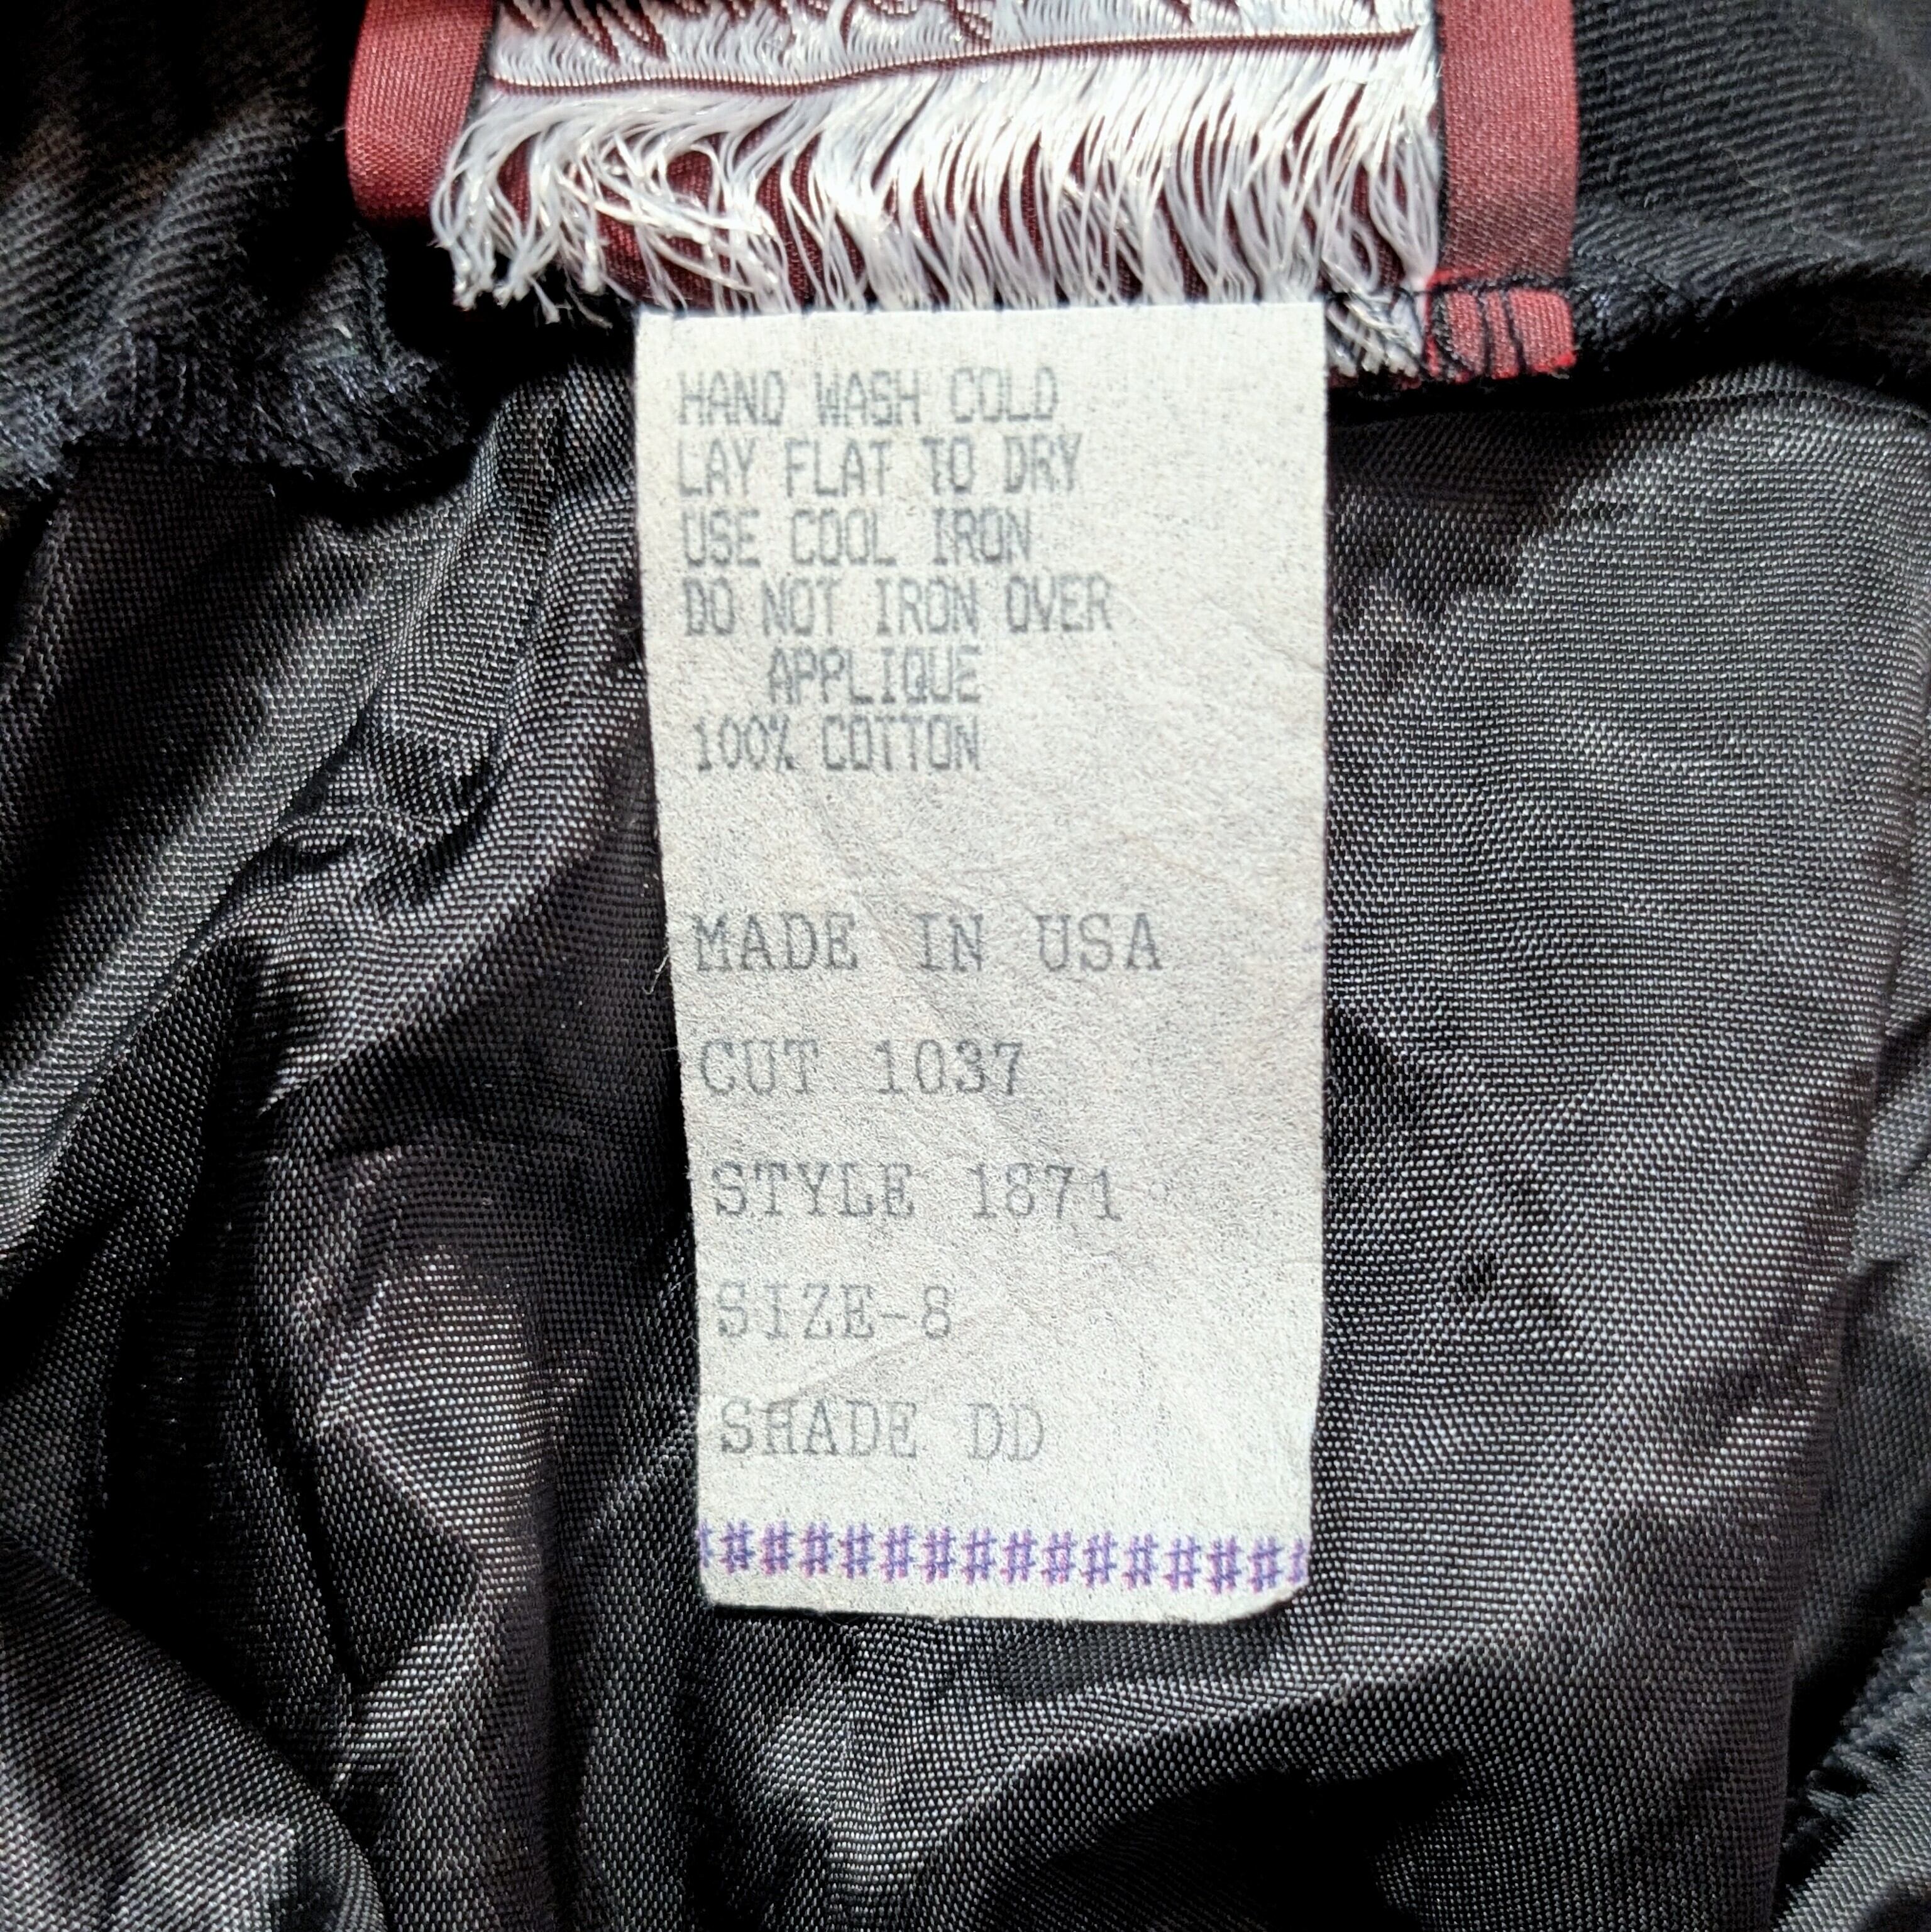 HAND WASH COLD
LAY FLAT TO DRY
USE COOL IRON
DO NOT IRON OVER
APPLIQUE
100% COTTON
MADE IN USA
CUT 1037
STYLE 1871
SIZE-8
SHADE DD
##############